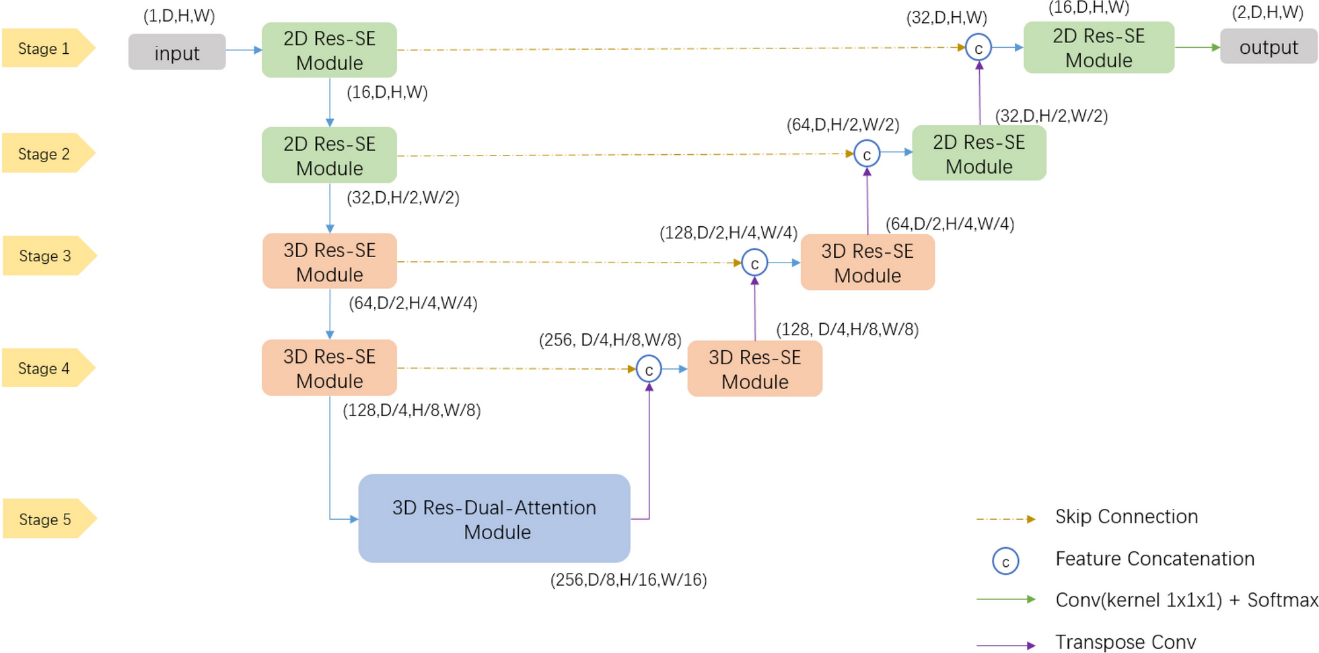 (1,D,H,W)
(32,D,H,W)
(16,D,H,W)
(2,D,H,W)
Stage 1
input
2D Res-SE
Module
c
2D Res-SE
Module
output
(16,D,H,W)
(64,D,H/2,W/2)
(32,D,H/2,W/2)
Stage 2
2D Res-SE
Module
c
2D Res-SE
Module
(32,D,H/2,W/2)
(128,D/2,H/4,W/4)
(64,D/2,H/4,W/4)
Stage 3
3D Res-SE
Module
c
3D Res-SE
Module
(64,D/2,H/4,W/4)
(256, D/4,H/8,W/8)
(128, D/4,H/8,W/8)
Stage 4
3D Res-SE
Module
c
3D Res-SE
Module
(128,D/4,H/8,W/8)
Stage 5
3D Res-Dual-Attention
Module
(256,D/8,H/16,W/16)
Skip Connection
c
Feature Concatenation
Conv(kernel 1x1x1) + Softmax
Transpose Conv